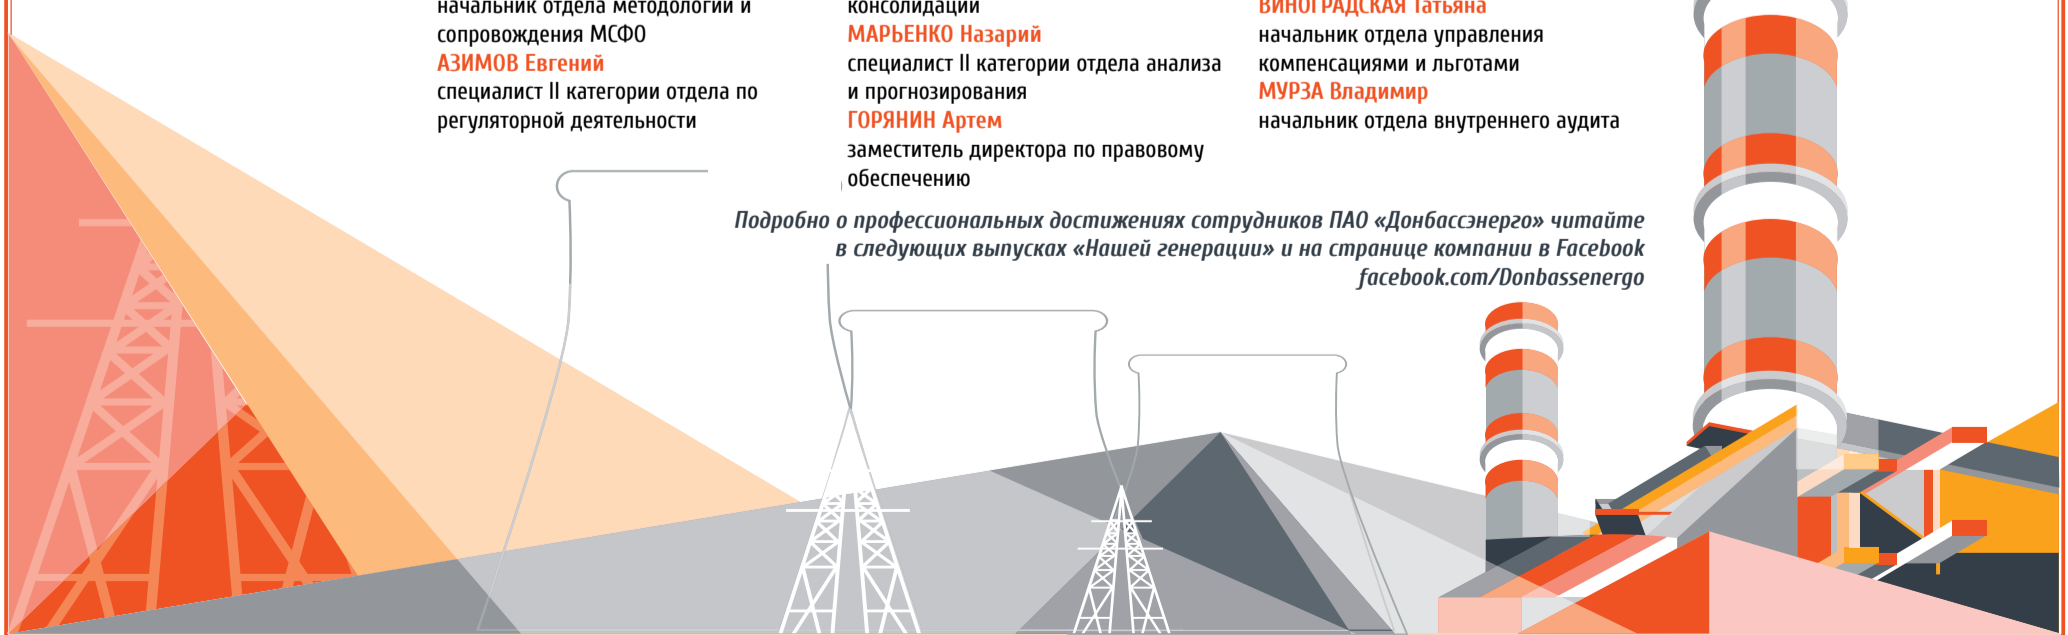 начальник отдела методологии и
сопровождения МСФО
АЗИМОВ Евгений
специалист II категории отдела по
регуляторной деятельности
консолидации
МАРЬЕНКО Назарий
специалист II категории отдела анализа
и прогнозирования
ГОРЯНИН Артем
заместитель директора по правовому
обеспечению
ВИНОГРАДСКАЯ Татьяна
начальник отдела управления
компенсациями и льготами
МУРЗА Владимир
начальник отдела внутреннего аудита
Подробно о профессиональных достижениях сотрудников ПАО «Донбассэнерго» читайте
в следующих выпусках «Нашей генерации» и на странице компании в Facebook
facebook.com/Donbassenergo